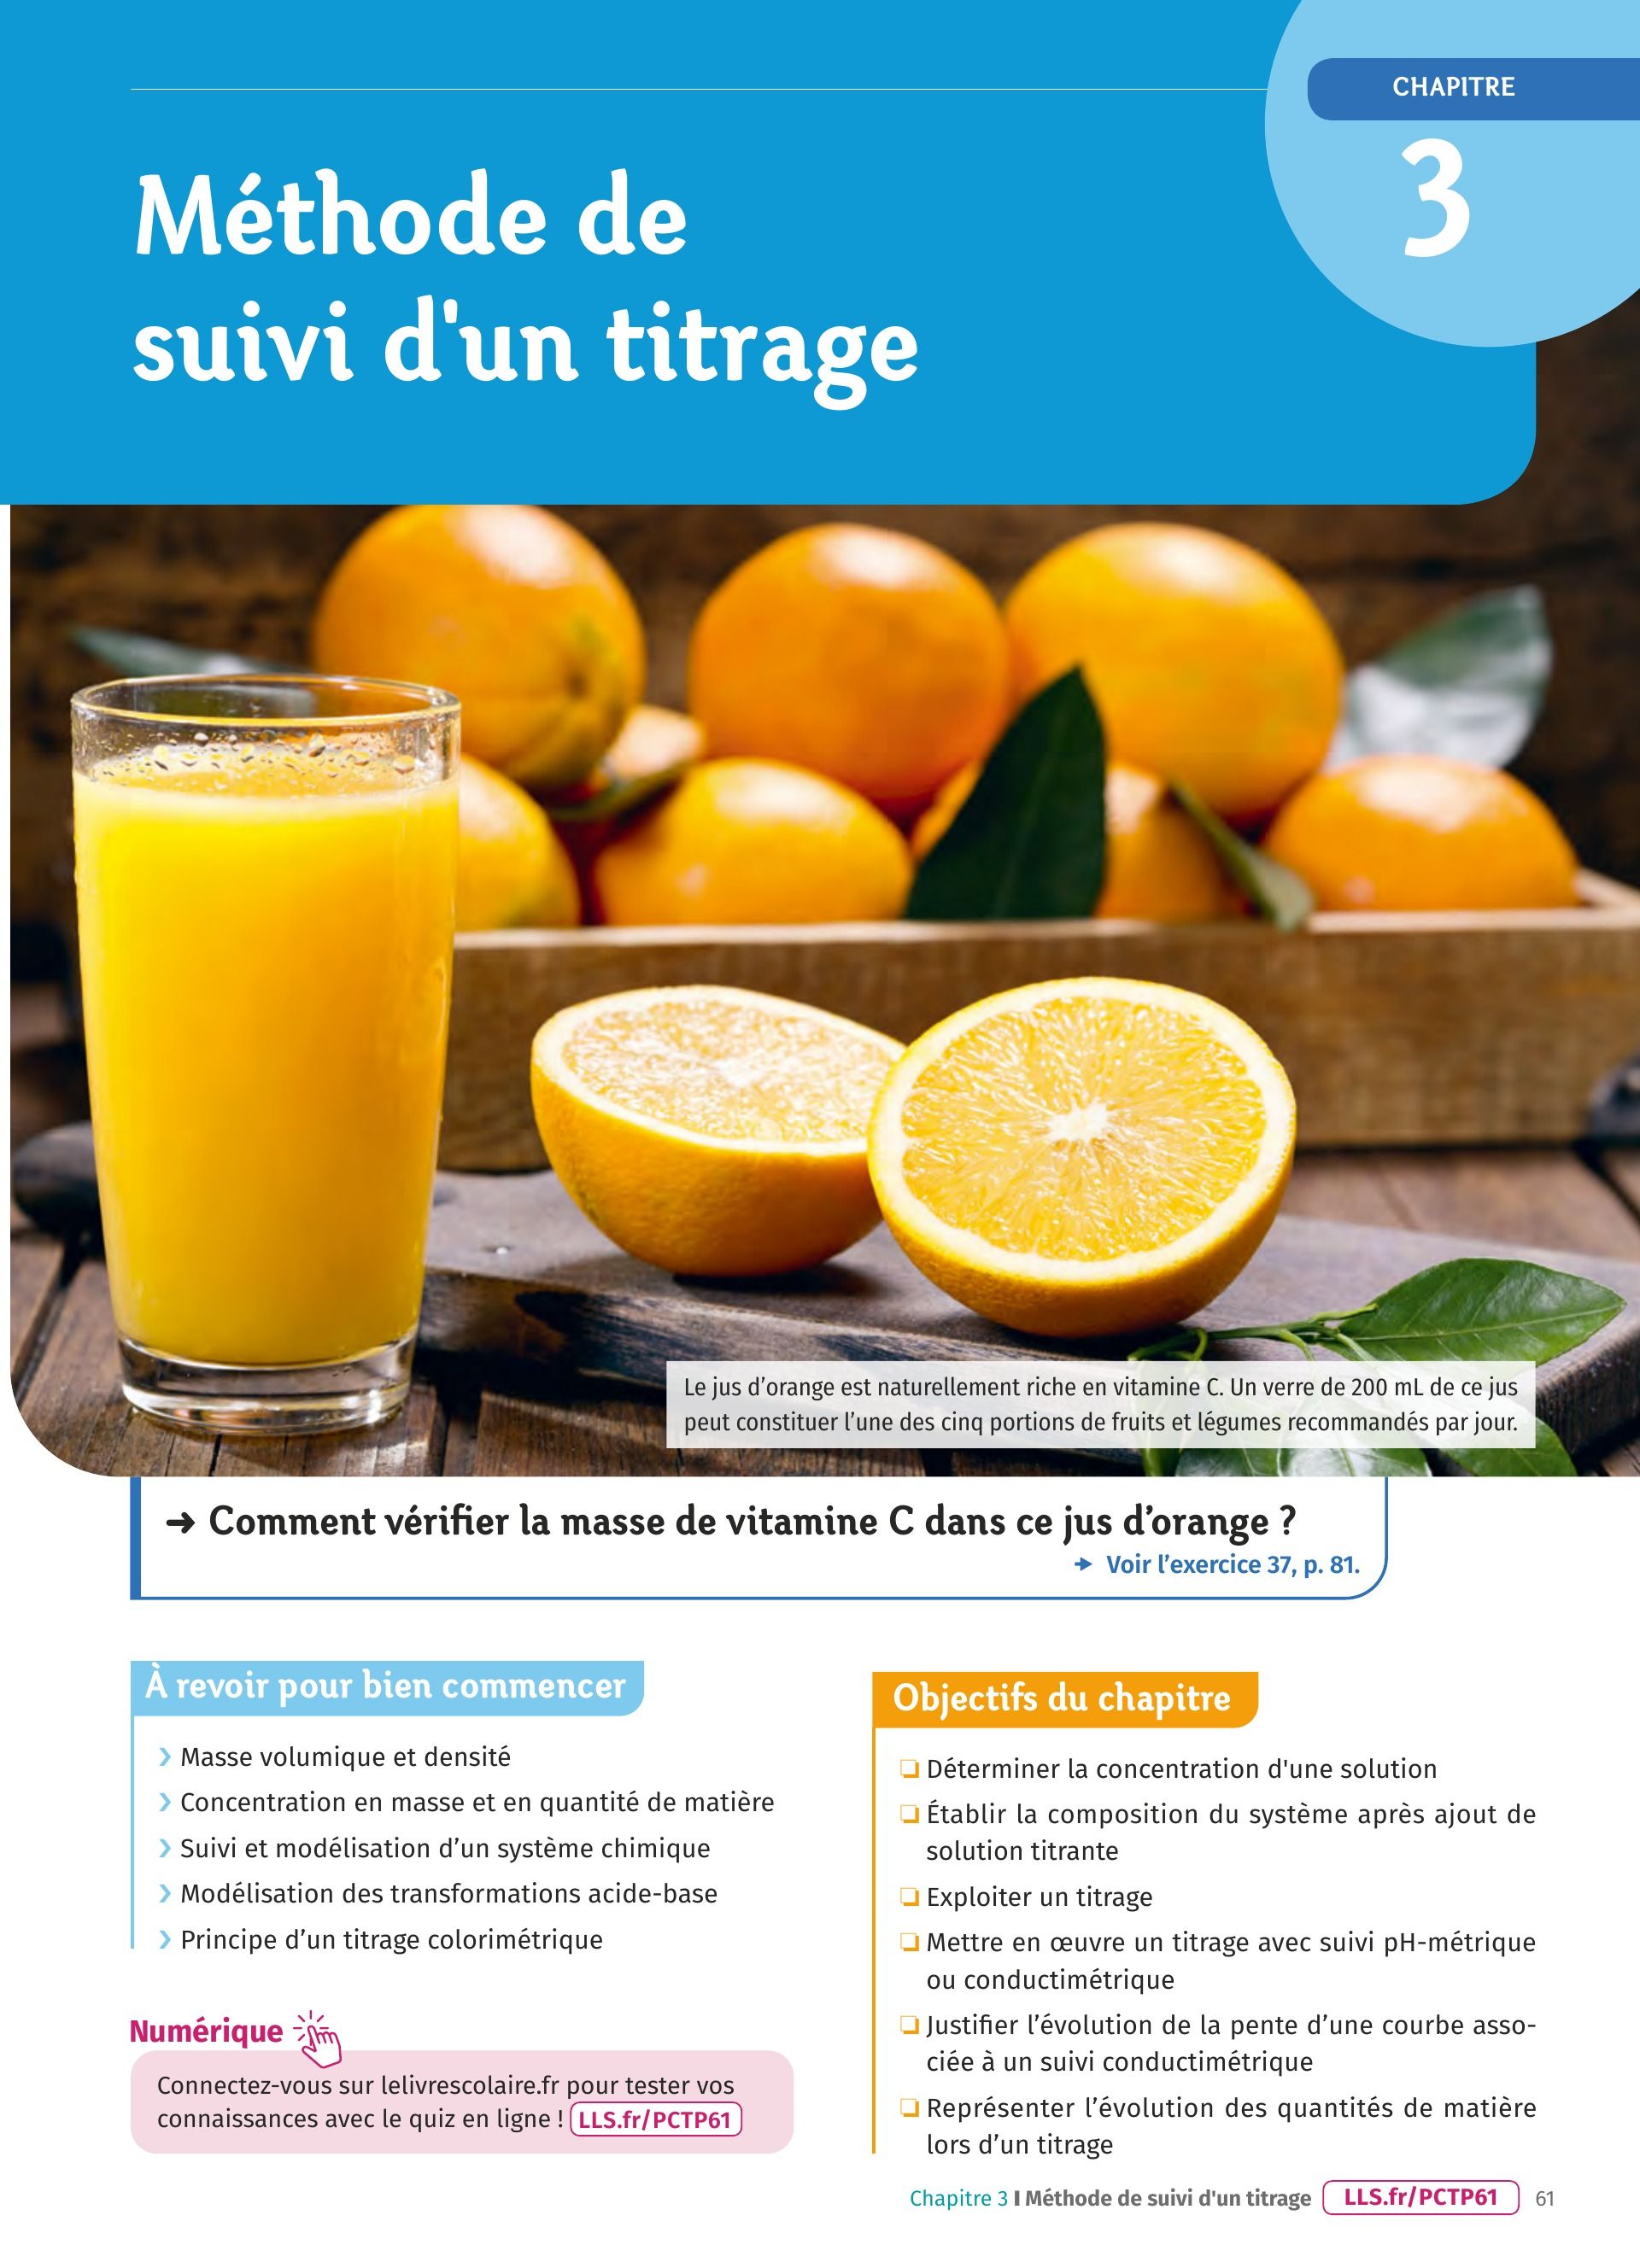 CHAPITRE
3
Méthode de
suivi d'un titrage
Le jus d’orange est naturellement riche en vitamine C. Un verre de 200 mL de ce jus
peut constituer l’une des cinq portions de fruits et légumes recommandés par jour.
➔ Comment vérifier la masse de vitamine C dans ce jus d’orange ?
➔ Voir l’exercice 37, p. 81.
À revoir pour bien commencer
› Masse volumique et densité
› Concentration en masse et en quantité de matière
› Suivi et modélisation d’un système chimique
› Modélisation des transformations acide-base
› Principe d’un titrage colorimétrique
Numérique
Connectez-vous sur lelivrescolaire.fr pour tester vos
connaissances avec le quiz en ligne ! LLS.fr/PCTP61
Objectifs du chapitre
❏ Déterminer la concentration d'une solution
❏ Établir la composition du système après ajout de
solution titrante
❏ Exploiter un titrage
❏ Mettre en œuvre un titrage avec suivi pH-métrique
ou conductimétrique
❏ Justifier l’évolution de la pente d’une courbe asso-
ciée à un suivi conductimétrique
❏ Représenter l’évolution des quantités de matière
lors d’un titrage
Chapitre 3 I Méthode de suivi d'un titrage LLS.fr/PCTP61 61